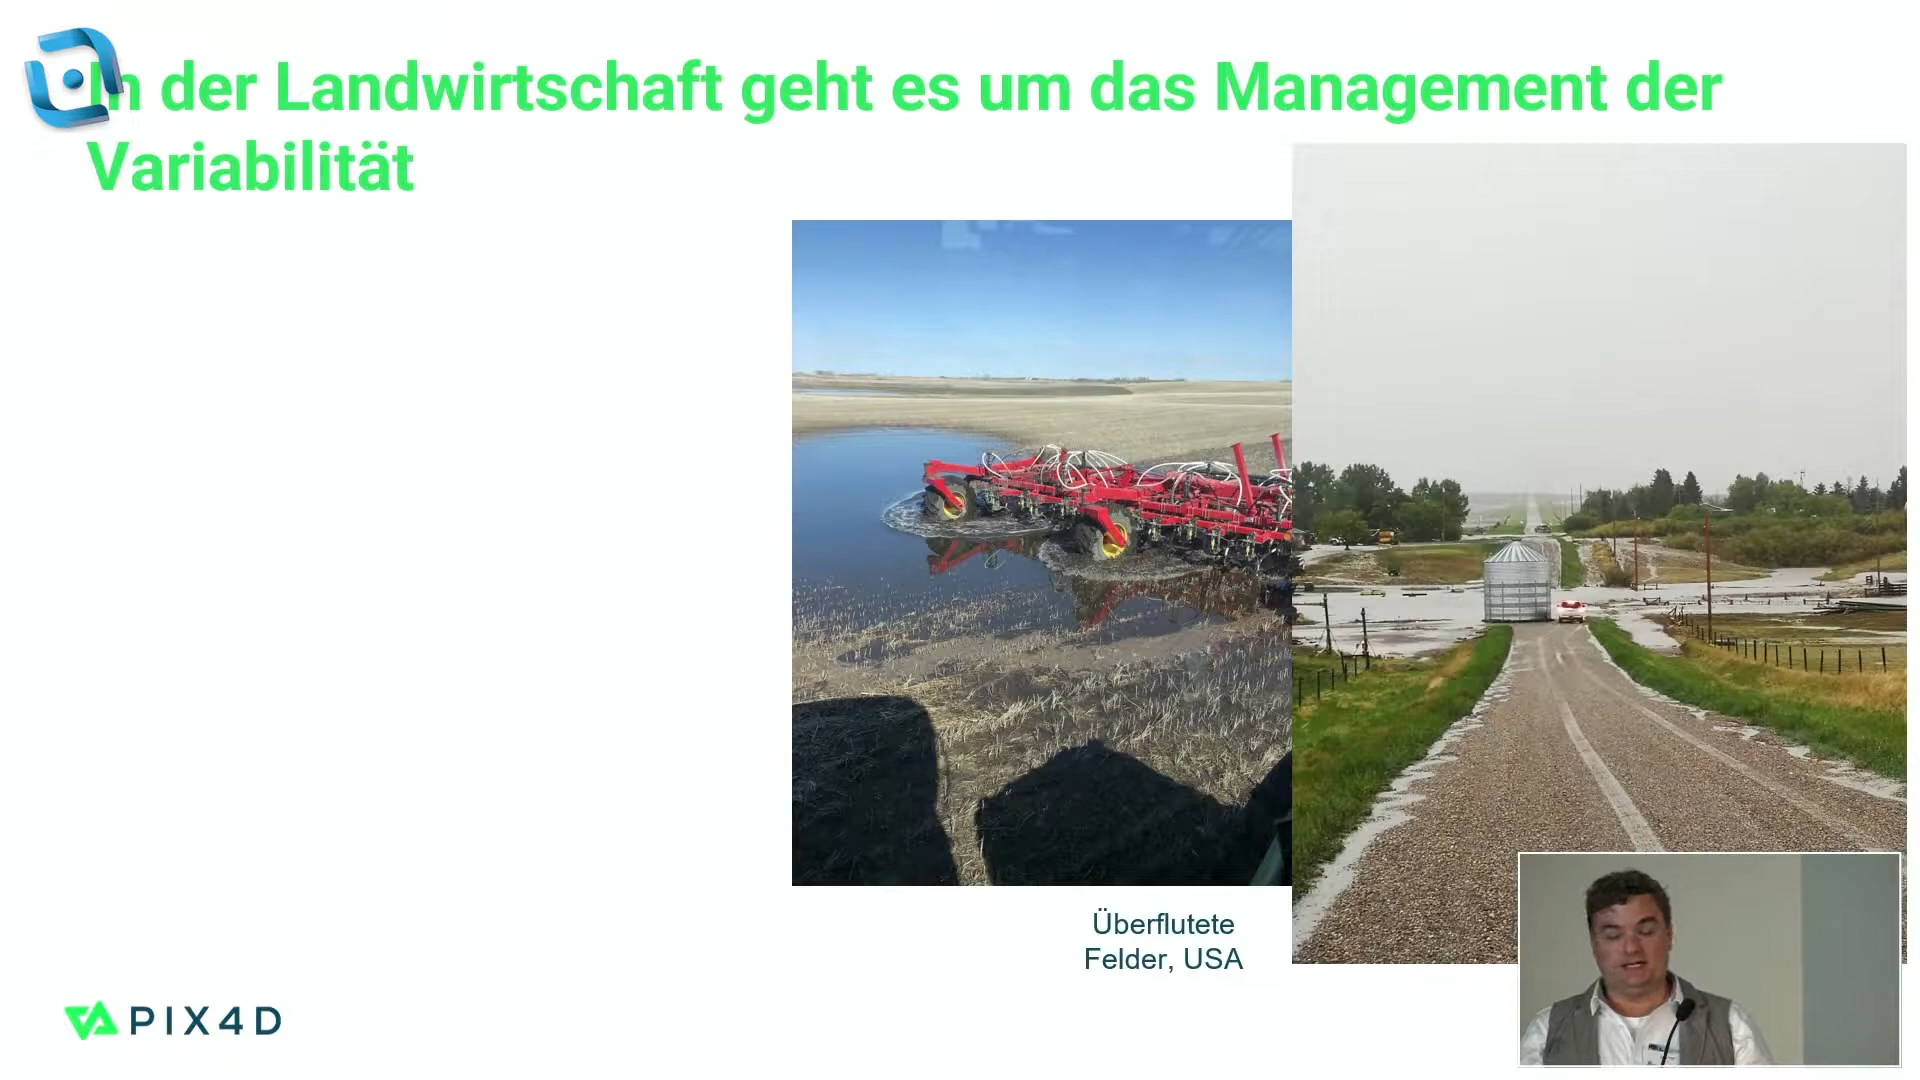 In der Landwirtschaft geht es um das Management der
Variabilität
Überflutete
Felder, USA
PIX4D